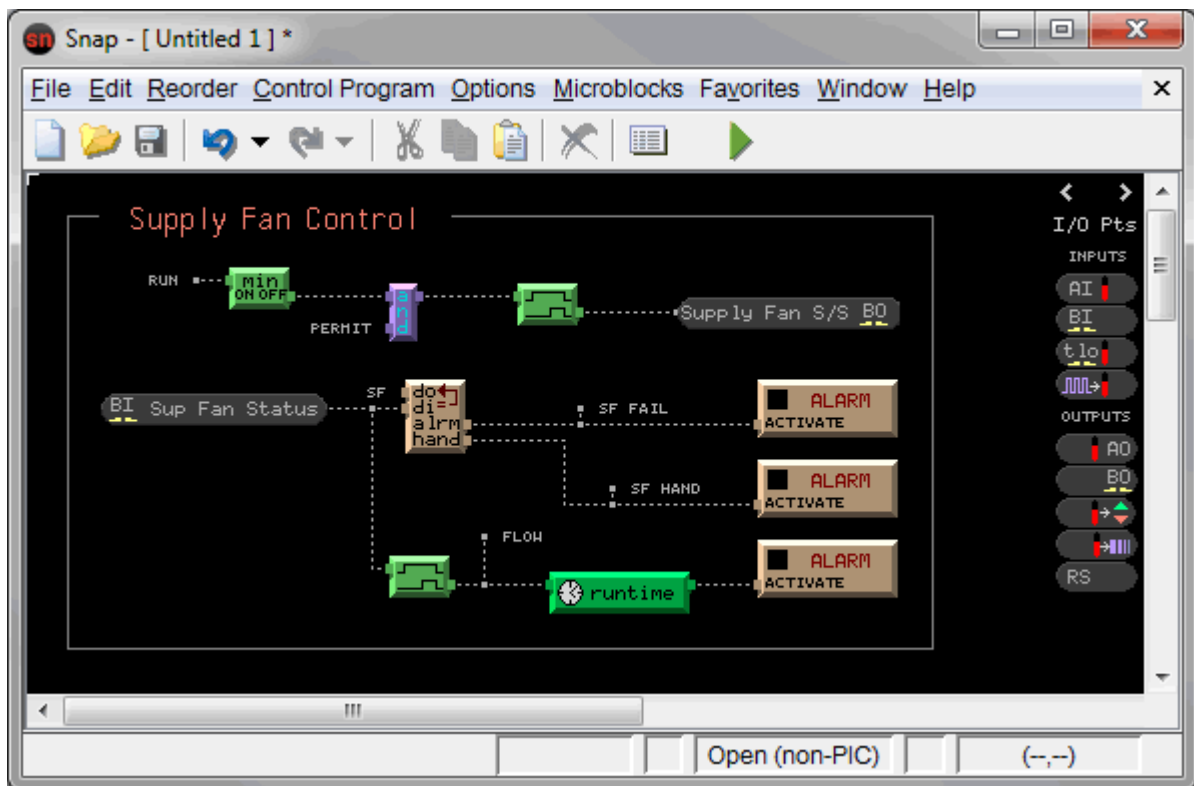 sn Snap - [ Untitled 1 ] *
File Edit Reorder Control Program Options Microblocks Favorites Window Help
Supply Fan Control
I/O Pts
INPUTS
RUN
min
ON OFF
and
PERMIT
Supply Fan S/S BO
AI
BI
tlo
BI Sup Fan Status
SF
do
di=
alrm
hand
SF FAIL
ALARM
ACTIVATE
OUTPUTS
AO
BO
SF HAND
ALARM
ACTIVATE
FLOW
runtime
ALARM
ACTIVATE
RS
Open (non-PIC)
(--,--)